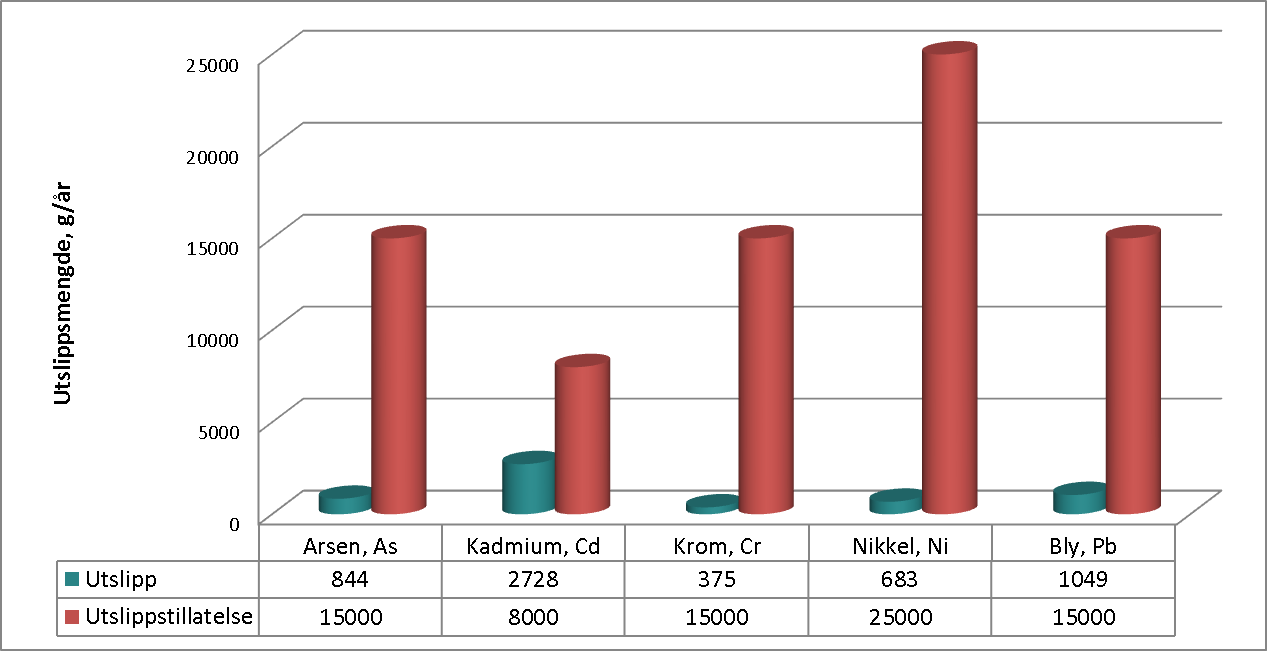 Utslippsmengde, g/år
25000
20000
15000
10000
5000
0
Arsen, As Kadmium, Cd Krom, Cr Nikkel, Ni Bly, Pb
Utslipp 844 2728 375 683 1049
Utslippstillatelse 15000 8000 15000 25000 15000